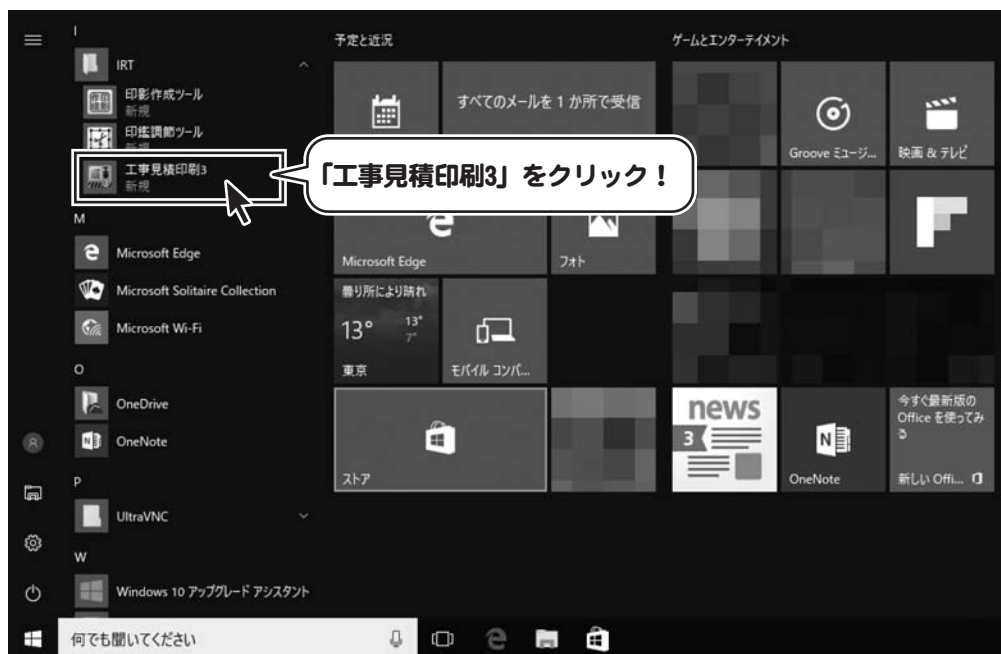 I
IRT
印影作成ツール
新規
印鑑調節ツール
新規
工事見積印刷3
新規
「工事見積印刷3」をクリック！
M
Microsoft Edge
Microsoft Solitaire Collection
Microsoft Wi-Fi
O
OneDrive
OneNote
P
UltraVNC
W
Windows 10 アップグレード アシスタント
何でも聞いてください
予定と近況
すべてのメールを 1 か所で受信
Microsoft Edge
フォト
曇り所により晴れ
13°
13°
7°
東京
モバイル コンパ...
ストア
ゲームとエンターテイメント
Groove ミュージ...
映画 & テレビ
news
3
OneNote
今すぐ最新版の
Office を使ってみ
る
新しい Offi...